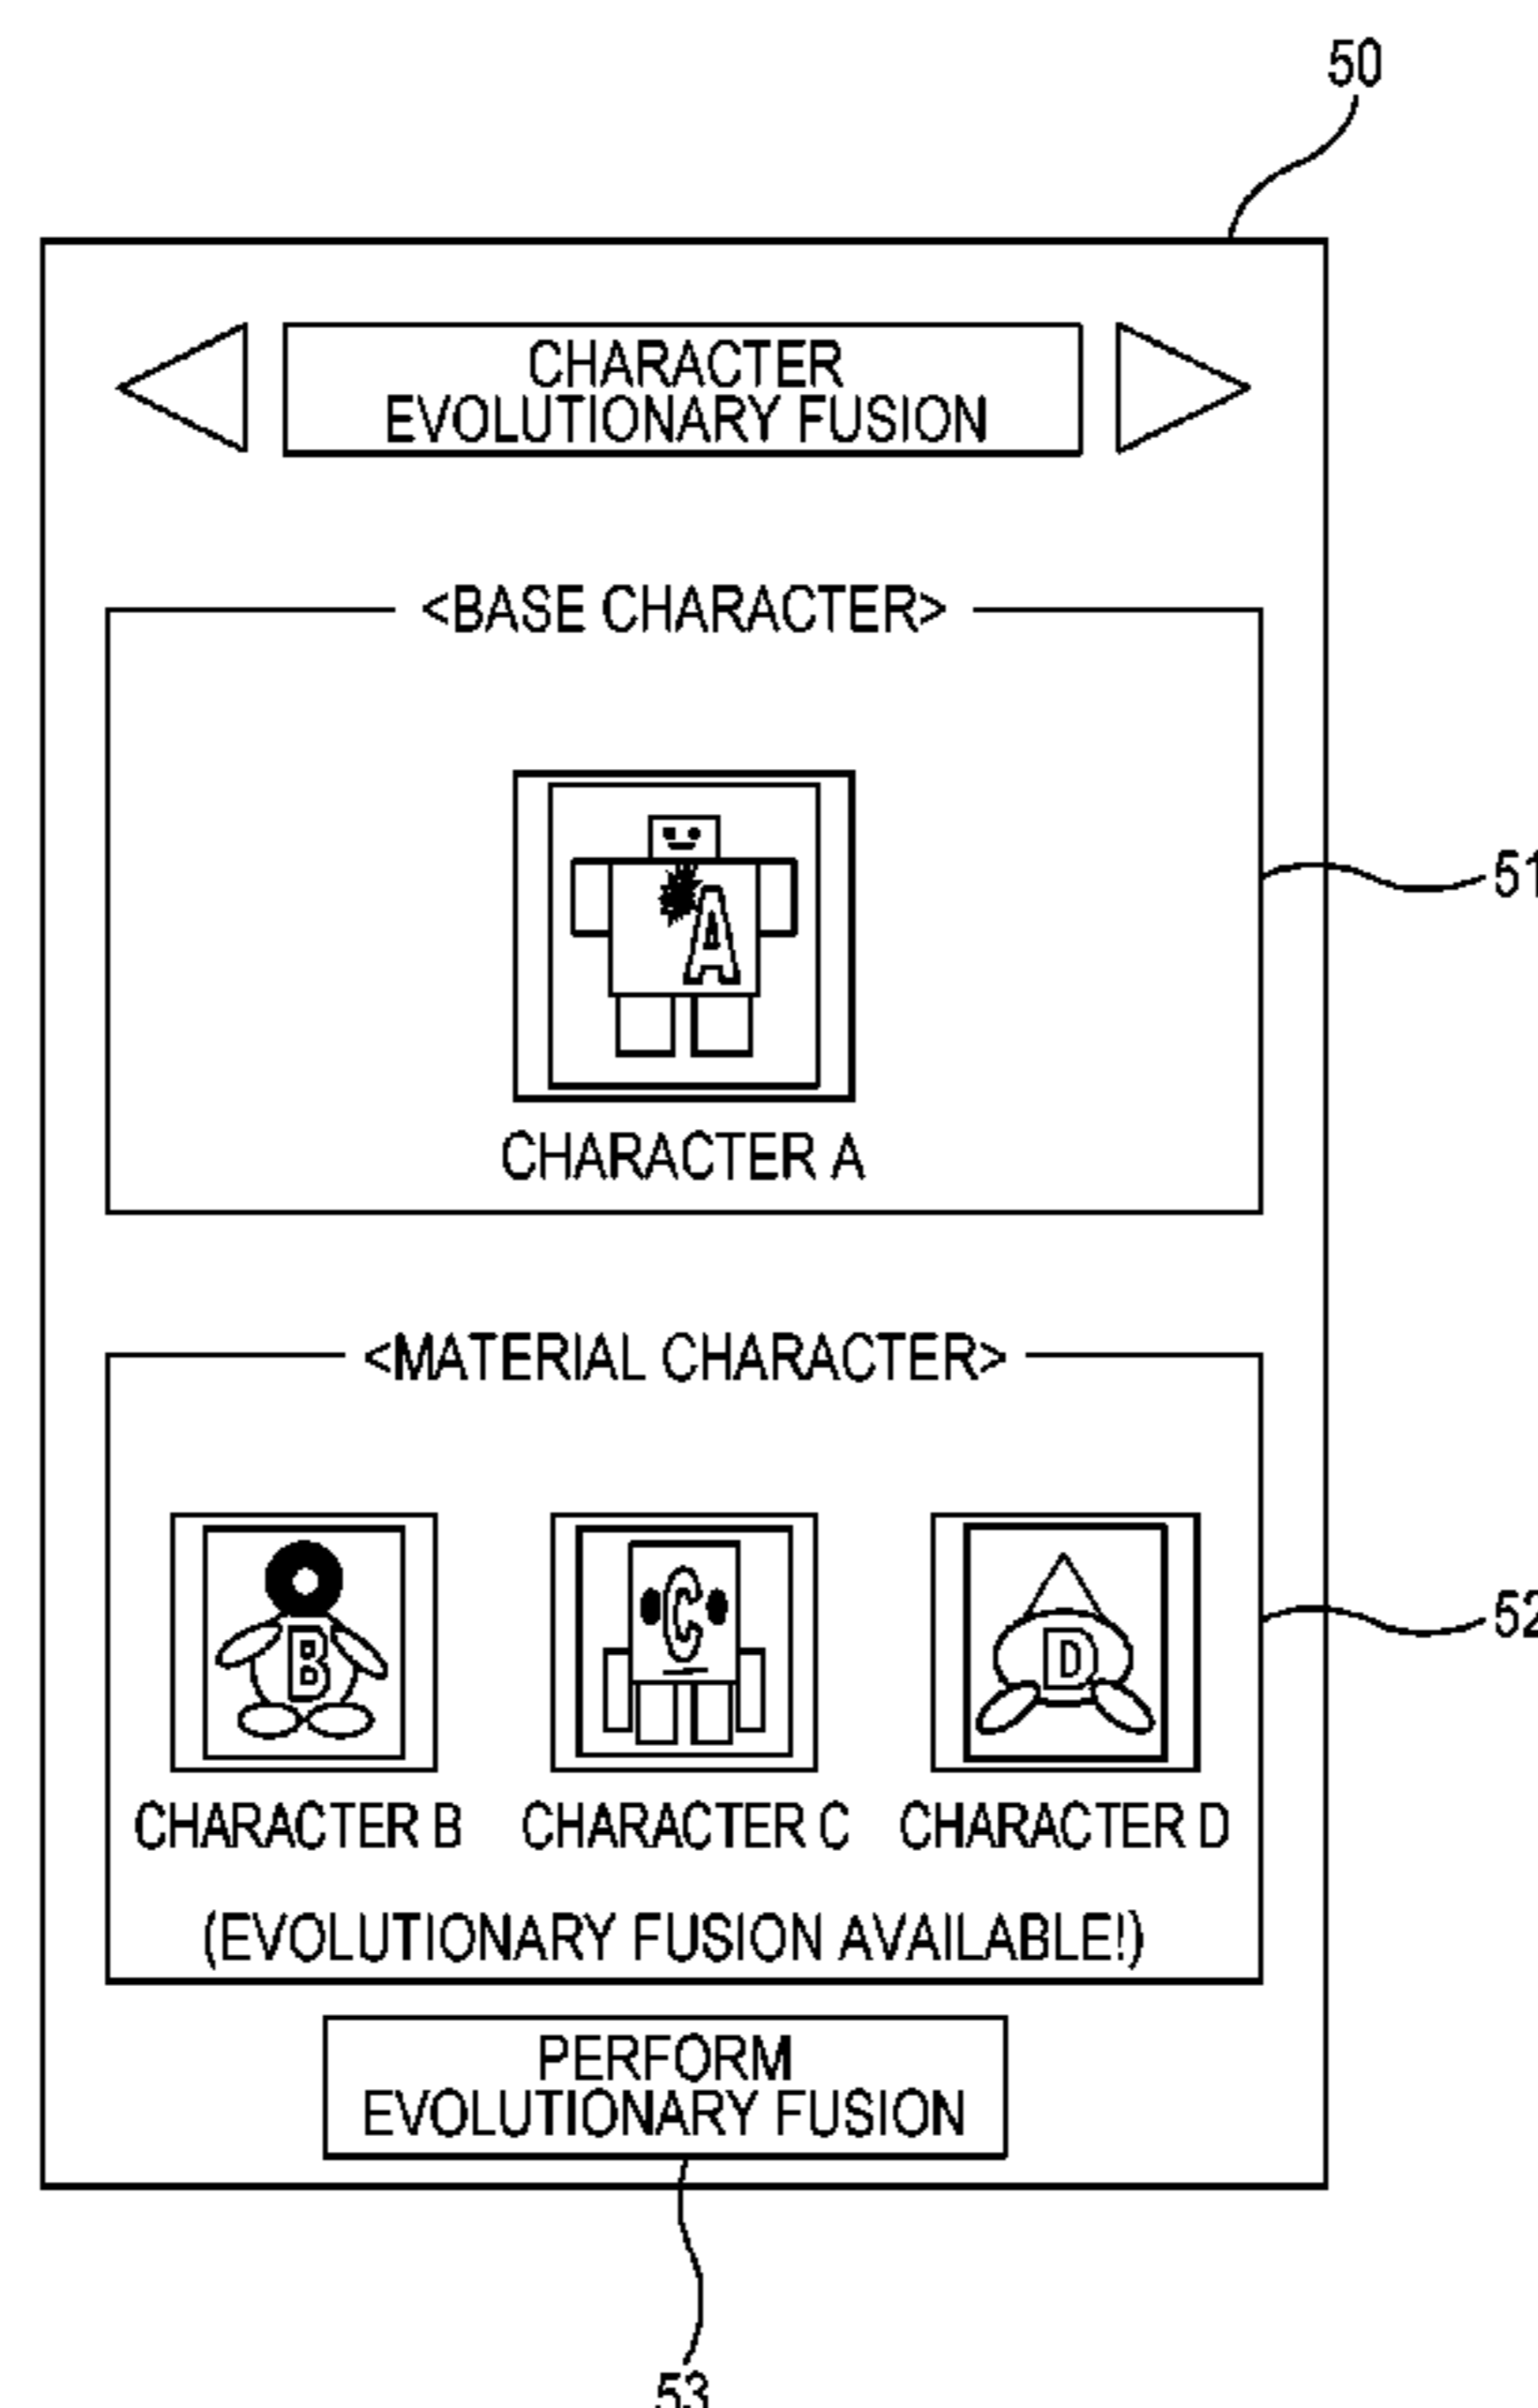 50
CHARACTER
EVOLUTIONARY FUSION
<BASE CHARACTER>
A
51
CHARACTER A
<MATERIAL CHARACTER>
B C D
52
CHARACTER B CHARACTER C CHARACTER D
(EVOLUTIONARY FUSION AVAILABLE!)
PERFORM
EVOLUTIONARY FUSION
53